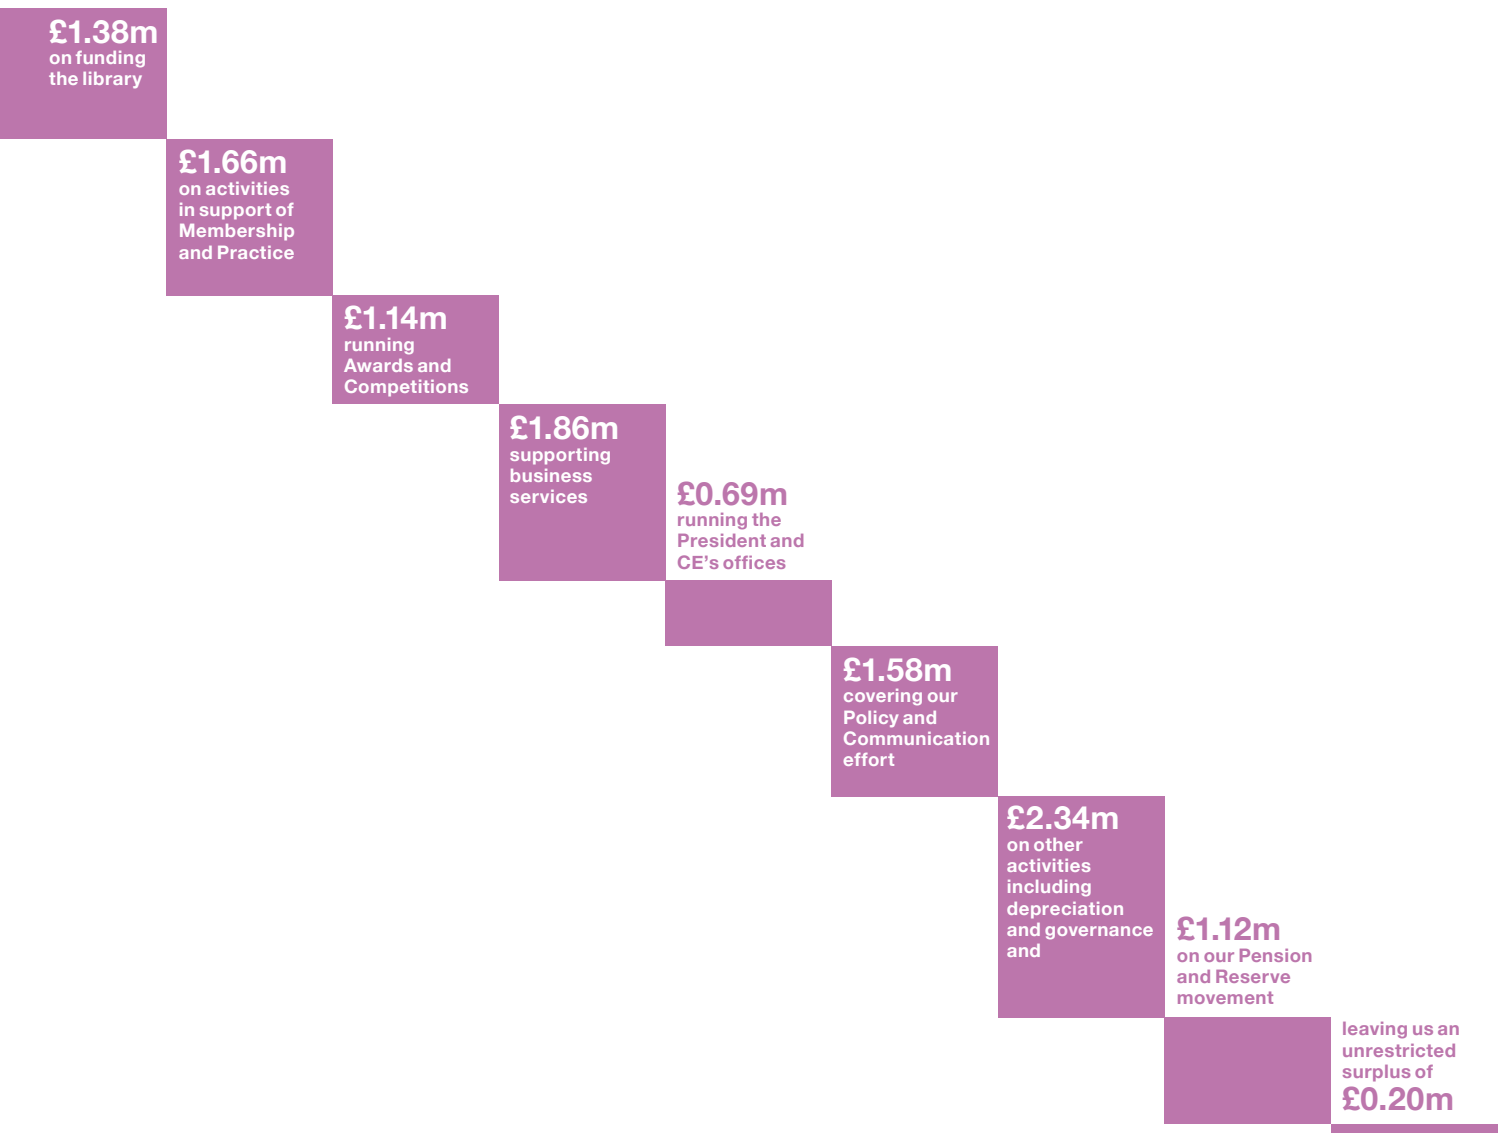 £1.38m
on funding
the library
£1.66m
on activities
in support of
Membership
and Practice
£1.14m
running
Awards and
Competitions
£1.86m
supporting
business
services
£0.69m
running the
President and
CE’s offices
£1.58m
covering our
Policy and
Communication
effort
£2.34m
on other
activities
including
depreciation
and governance
and
£1.12m
on our Pension
and Reserve
movement
leaving us an
unrestricted
surplus of
£0.20m